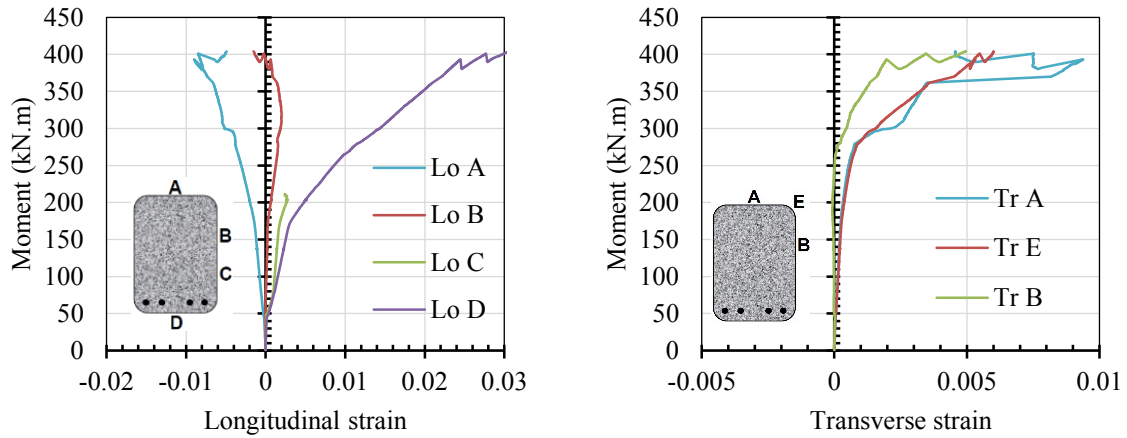 450
400
350
300
250
200
150
100
50
0
Moment (kN.m)
-0.02
-0.01
0
0.01
0.02
0.03
Longitudinal strain
A
B
C
D
Lo A
Lo B
Lo C
Lo D
450
400
350
300
250
200
150
100
50
0
Moment (kN.m)
-0.005
0
0.005
0.01
Transverse strain
A
E
B
Tr A
Tr E
Tr B